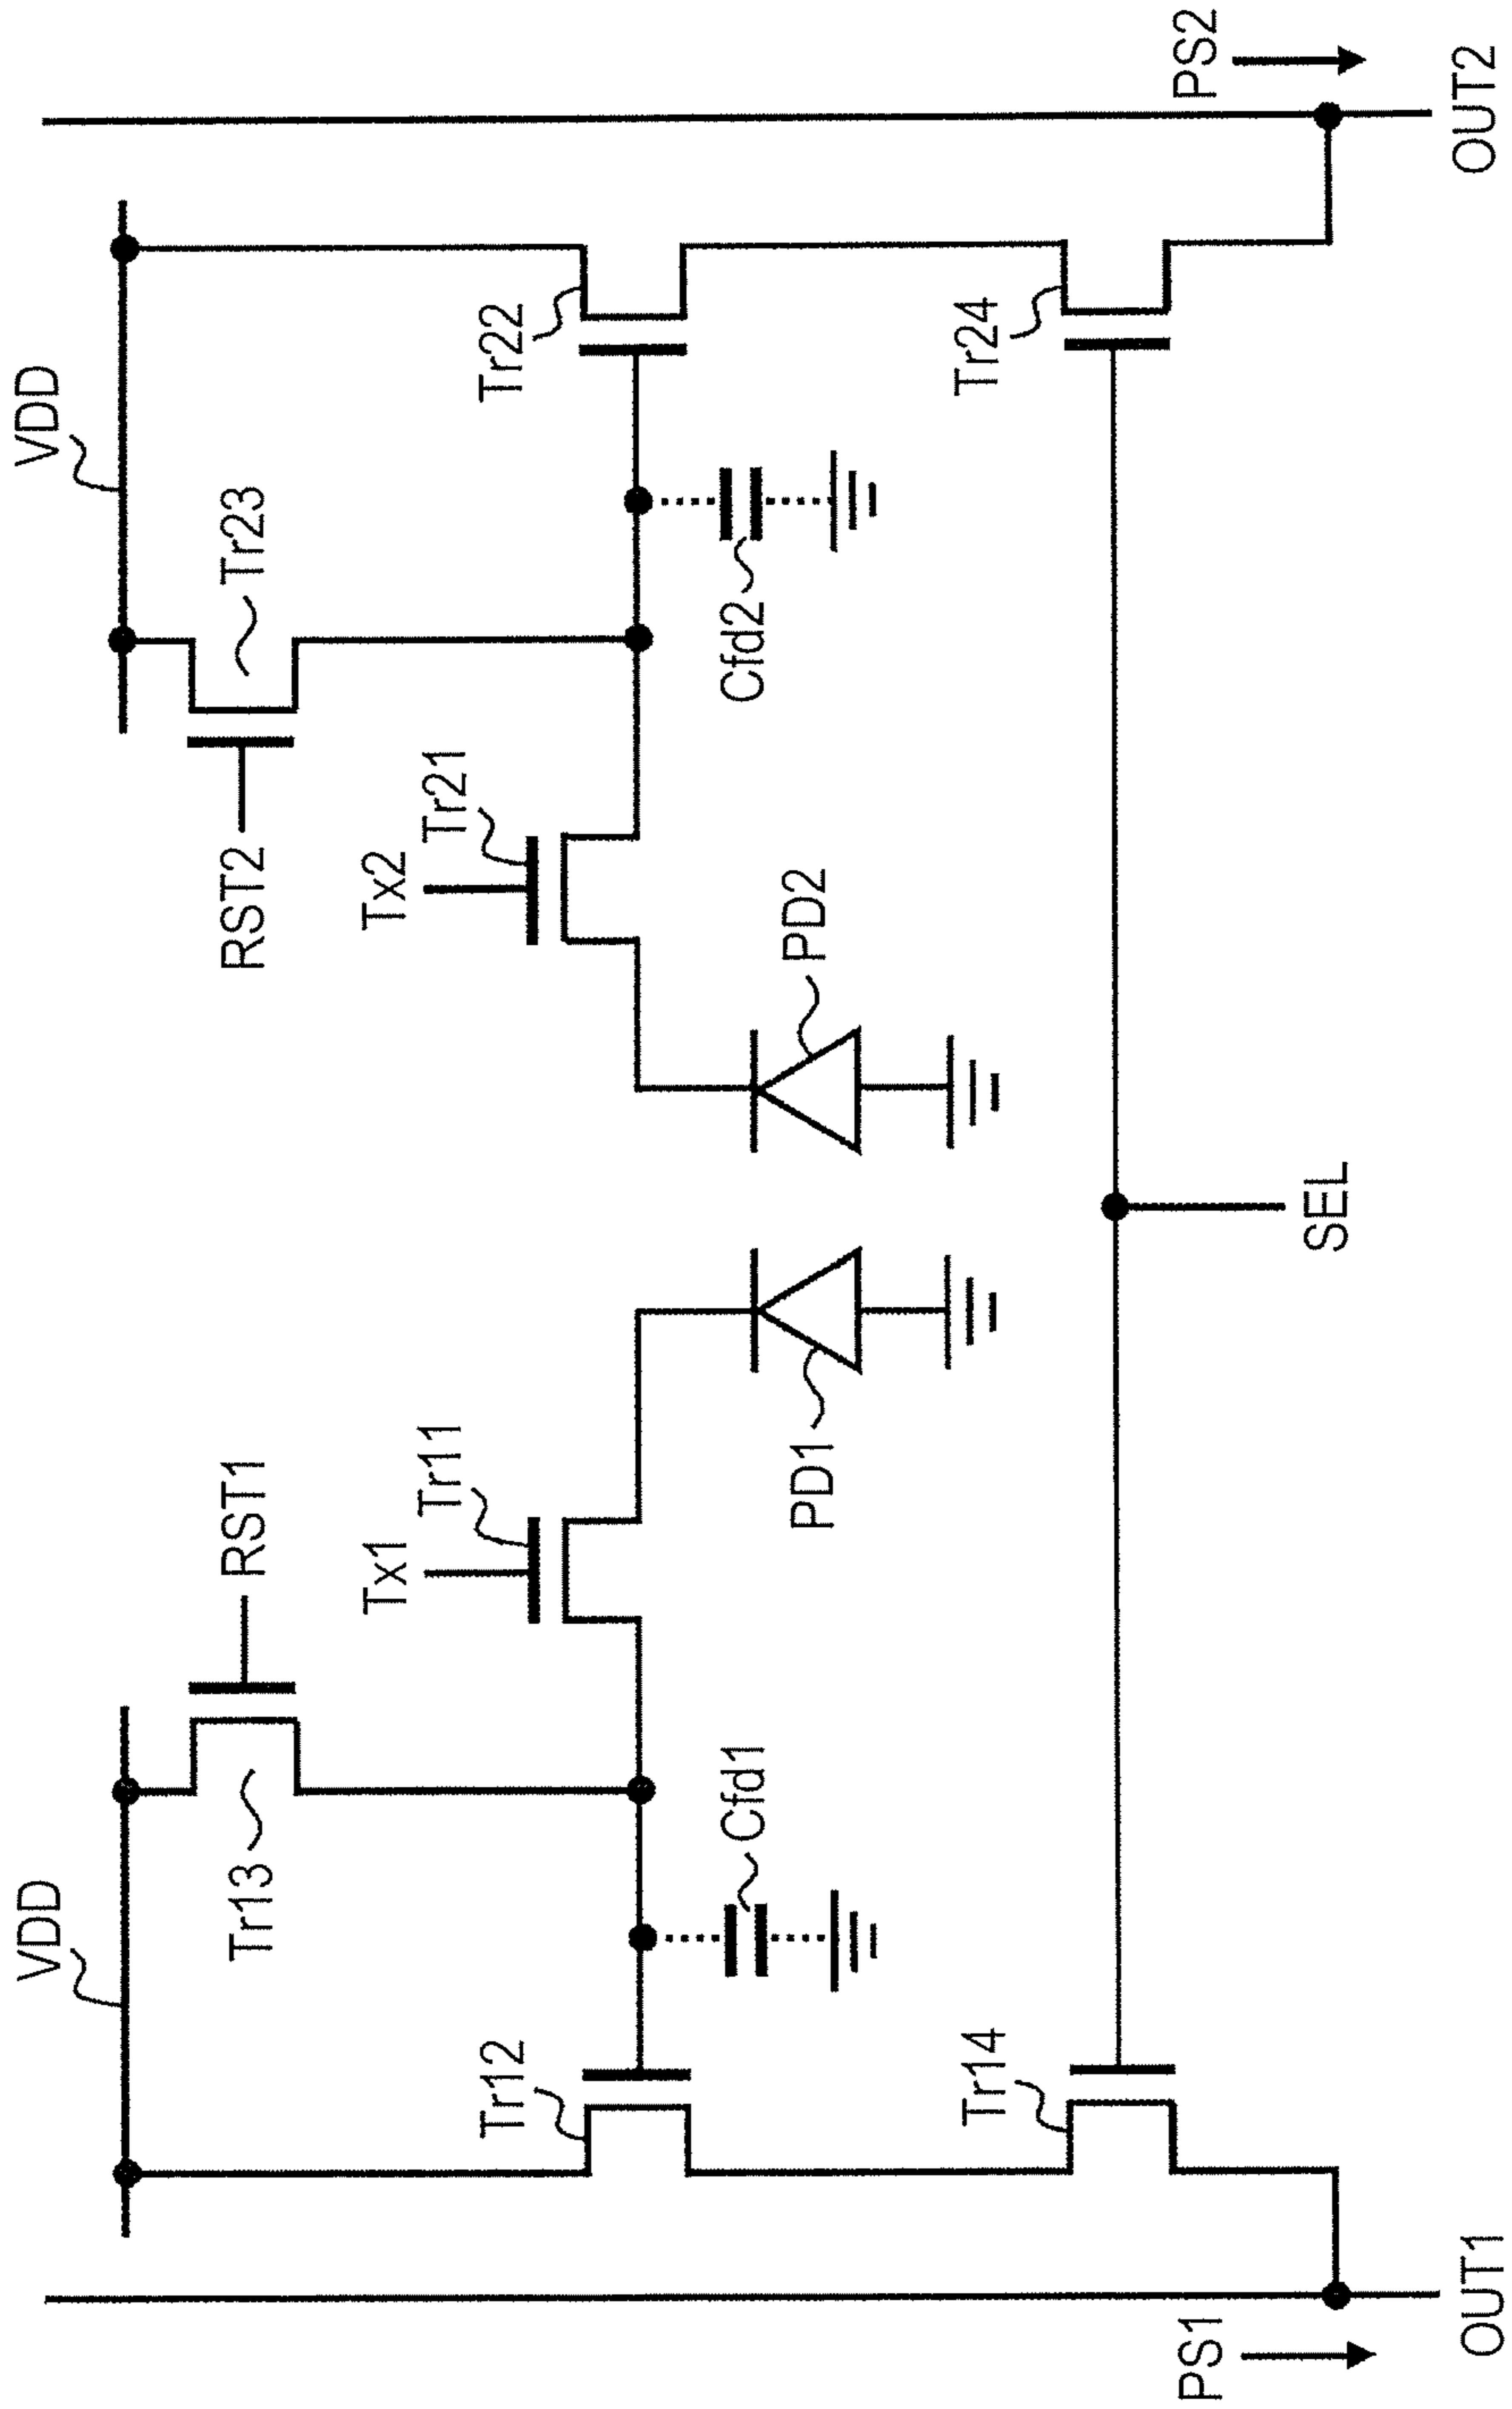 VDD
VDD
RST1
RST2
Tr13
Tr23
Tx1
Tx2
Tr11
Tr21
Tr12
Tr22
Cfd1
Cfd2
PD1
PD2
Tr14
Tr24
PS1
PS2
SEL
OUT1
OUT2